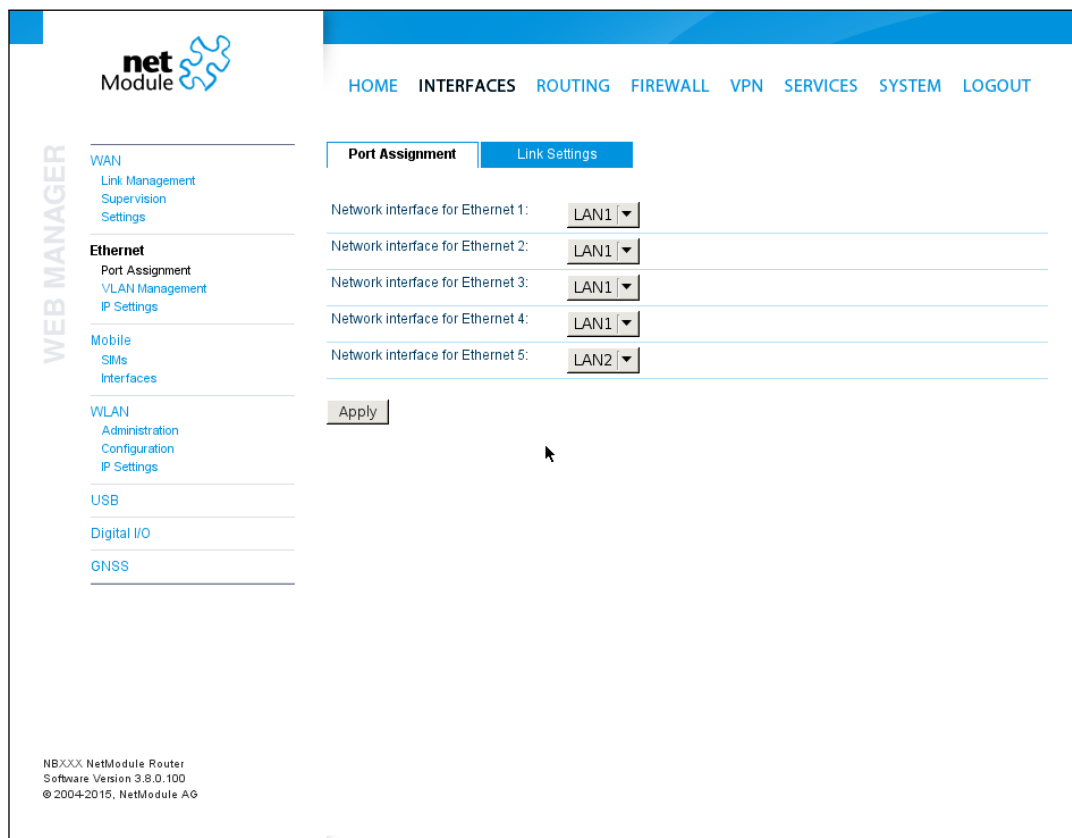 net
Module
HOME INTERFACES ROUTING FIREWALL VPN SERVICES SYSTEM LOGOUT
WEB MANAGER
WAN
Link Management
Supervision
Settings
Ethernet
Port Assignment
VLAN Management
IP Settings
Mobile
SIMs
Interfaces
WLAN
Administration
Configuration
IP Settings
USB
Digital I/O
GNSS
Port Assignment Link Settings
Network interface for Ethernet 1: LAN1
Network interface for Ethernet 2: LAN1
Network interface for Ethernet 3: LAN1
Network interface for Ethernet 4: LAN1
Network interface for Ethernet 5: LAN2
Apply
NBXXX NetModule Router
Software Version 3.8.0.100
© 2004-2015, NetModule AG